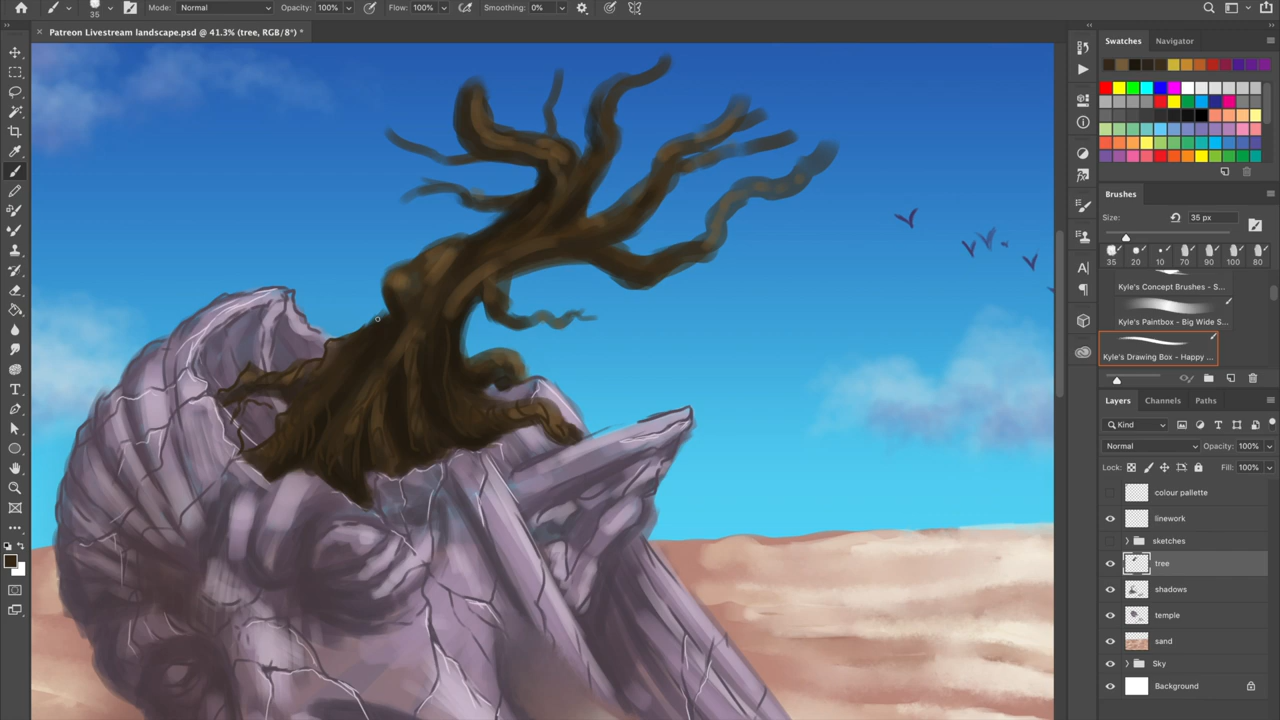 35 Mode: Normal Opacity: 100% Flow: 100% Smoothing: 0%
Patreon Livestream landscape.psd @ 41.3% (tree, RGB/8*) *
Swatches Navigator
Brushes
Size: 35 px
35 20 10 70 90 100 80
Kyle's Concept Brushes - S...
Kyle's Paintbox - Big Wide S...
Kyle's Drawing Box - Happy ...
Layers Channels Paths
Kind
Normal Opacity: 100%
Lock: Fill: 100%
colour pallette
linework
sketches
tree
shadows
temple
sand
Sky
Background